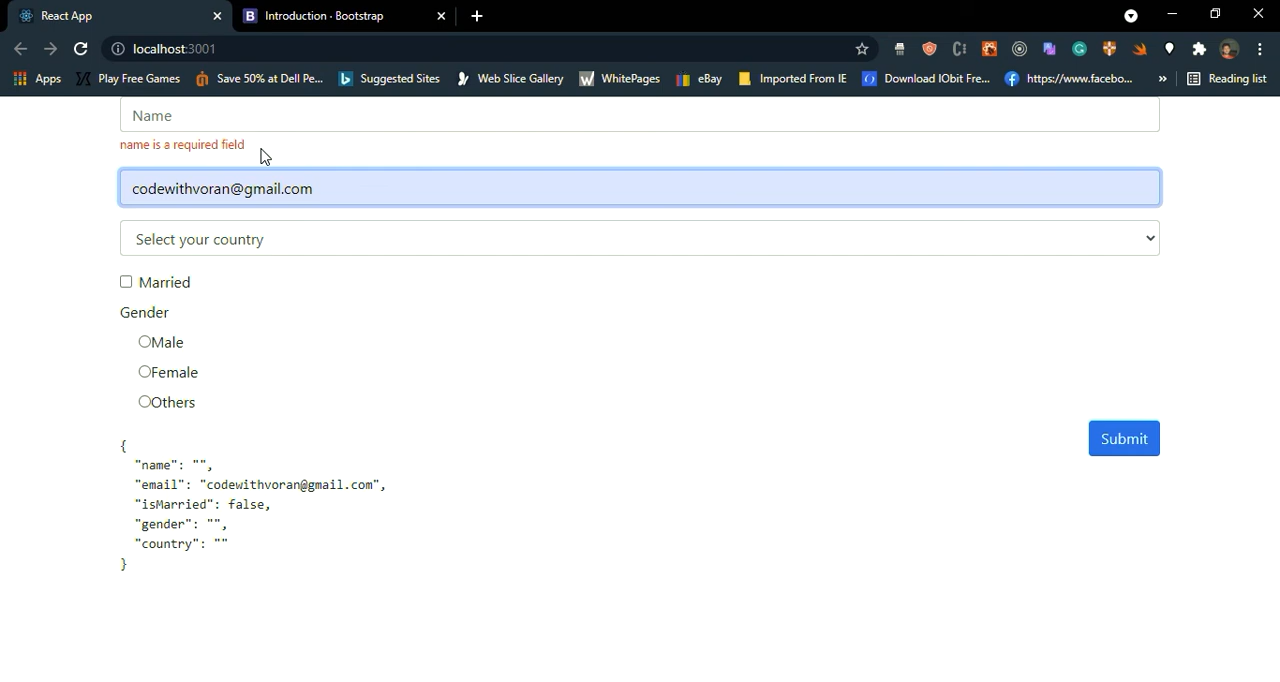 React App
Introduction · Bootstrap
localhost:3001
Apps
Play Free Games
Save 50% at Dell Pe...
Suggested Sites
Web Slice Gallery
WhitePages
eBay
Imported From IE
Download IObit Fre...
https://www.facebo...
»
Reading list
Name
name is a required field
codewithvoran@gmail.com
Select your country
Married
Gender
Male
Female
Others
Submit
{
"name": "",
"email": "codewithvoran@gmail.com",
"isMarried": false,
"gender": "",
"country": ""
}